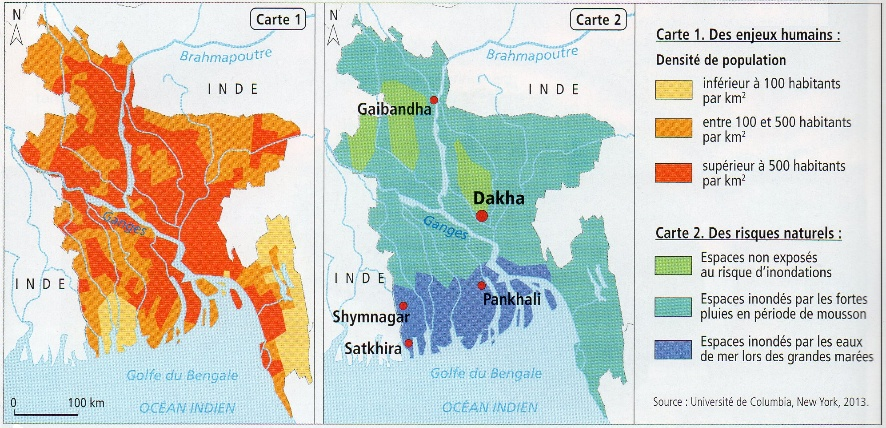 N
Carte 1
Brahmapoutre
INDE
Ganges
INDE
Golfe du Bengale
OCÉAN INDIEN
0 100 km
N
Carte 2
Brahmapoutre
INDE
Gaibandha
Dakha
Ganges
INDE
Pankhali
Shymnagar
Satkhira
Golfe du Bengale
OCÉAN INDIEN
Carte 1. Des enjeux humains :
Densité de population
inférieur à 100 habitants
par km²
entre 100 et 500 habitants
par km²
supérieur à 500 habitants
par km²
Carte 2. Des risques naturels :
Espaces non exposés
au risque d'inondations
Espaces inondés par les fortes
pluies en période de mousson
Espaces inondés par les eaux
de mer lors des grandes marées
Source : Université de Columbia, New York, 2013.